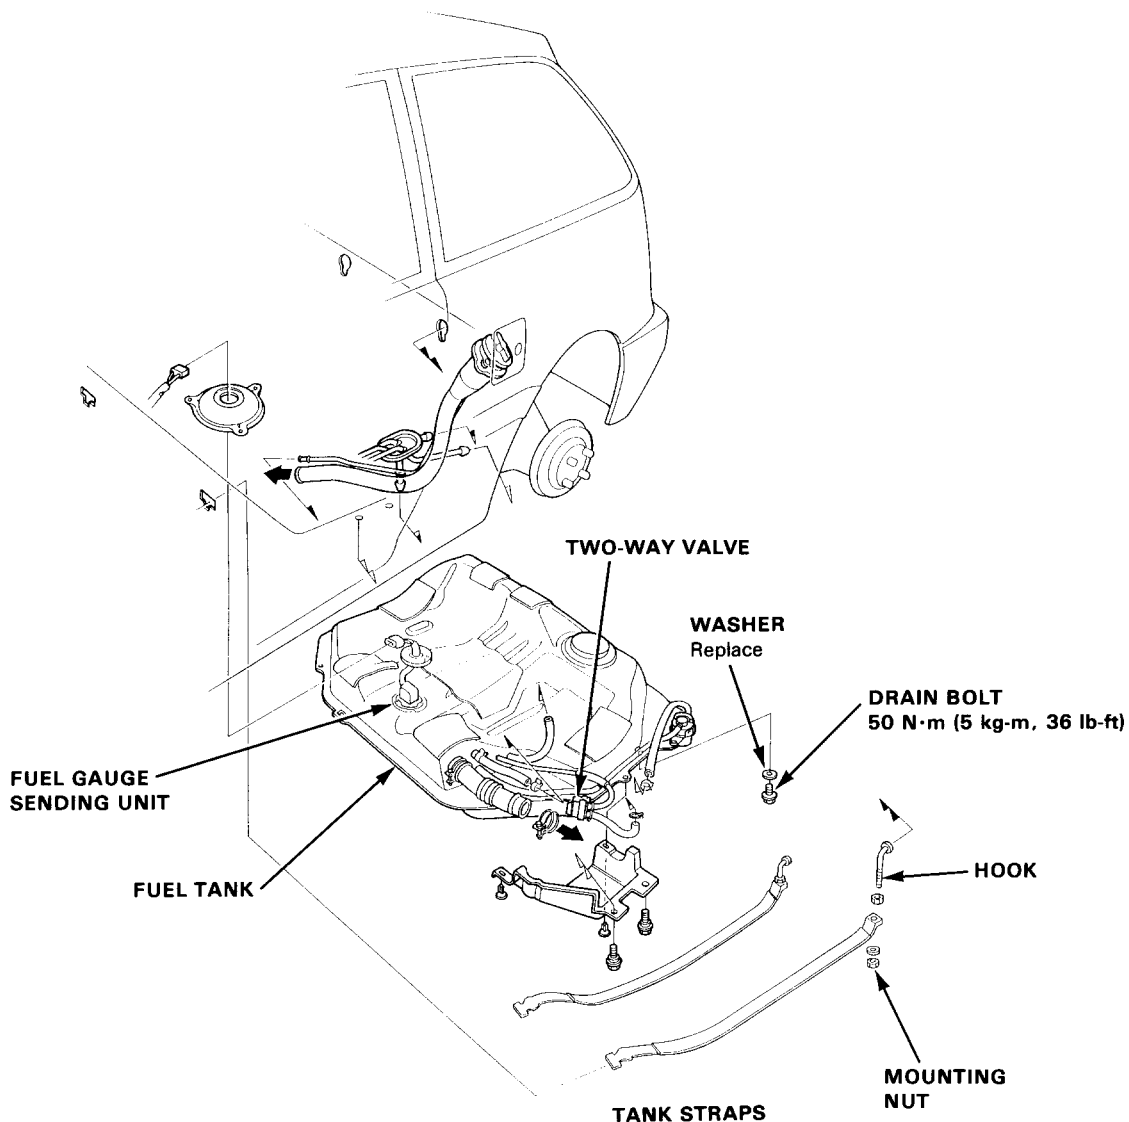 TWO-WAY VALVE
WASHER
Replace
DRAIN BOLT
50 N·m (5 kg-m, 36 lb-ft)
FUEL GAUGE
SENDING UNIT
FUEL TANK
HOOK
MOUNTING
NUT
TANK STRAPS